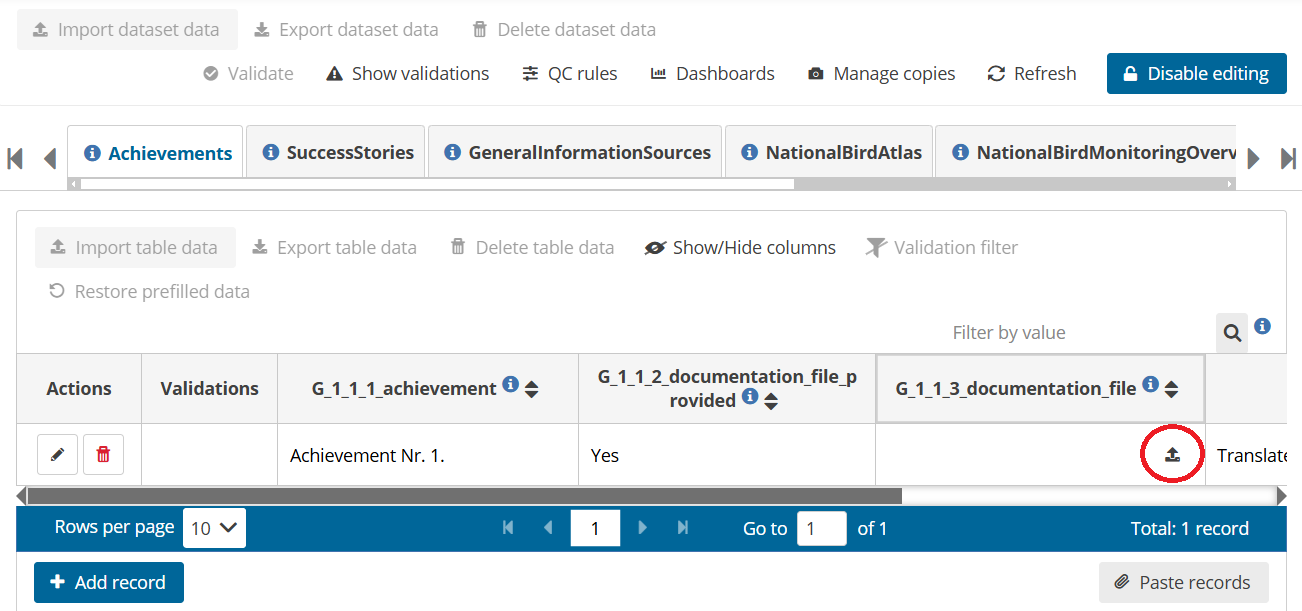 Import dataset data Export dataset data Delete dataset data
Validate Show validations QC rules Dashboards Manage copies Refresh Disable editing
Achievements SuccessStories GeneralInformationSources NationalBirdAtlas NationalBirdMonitoringOverv
Import table data Export table data Delete table data Show/Hide columns Validation filter
Restore prefilled data
Filter by value
Actions Validations G_1_1_1_achievement G_1_1_2_documentation_file_p
rovided G_1_1_3_documentation_file
Achievement Nr. 1. Yes Translate
Rows per page 10 1 Go to 1 of 1 Total: 1 record
Add record Paste records